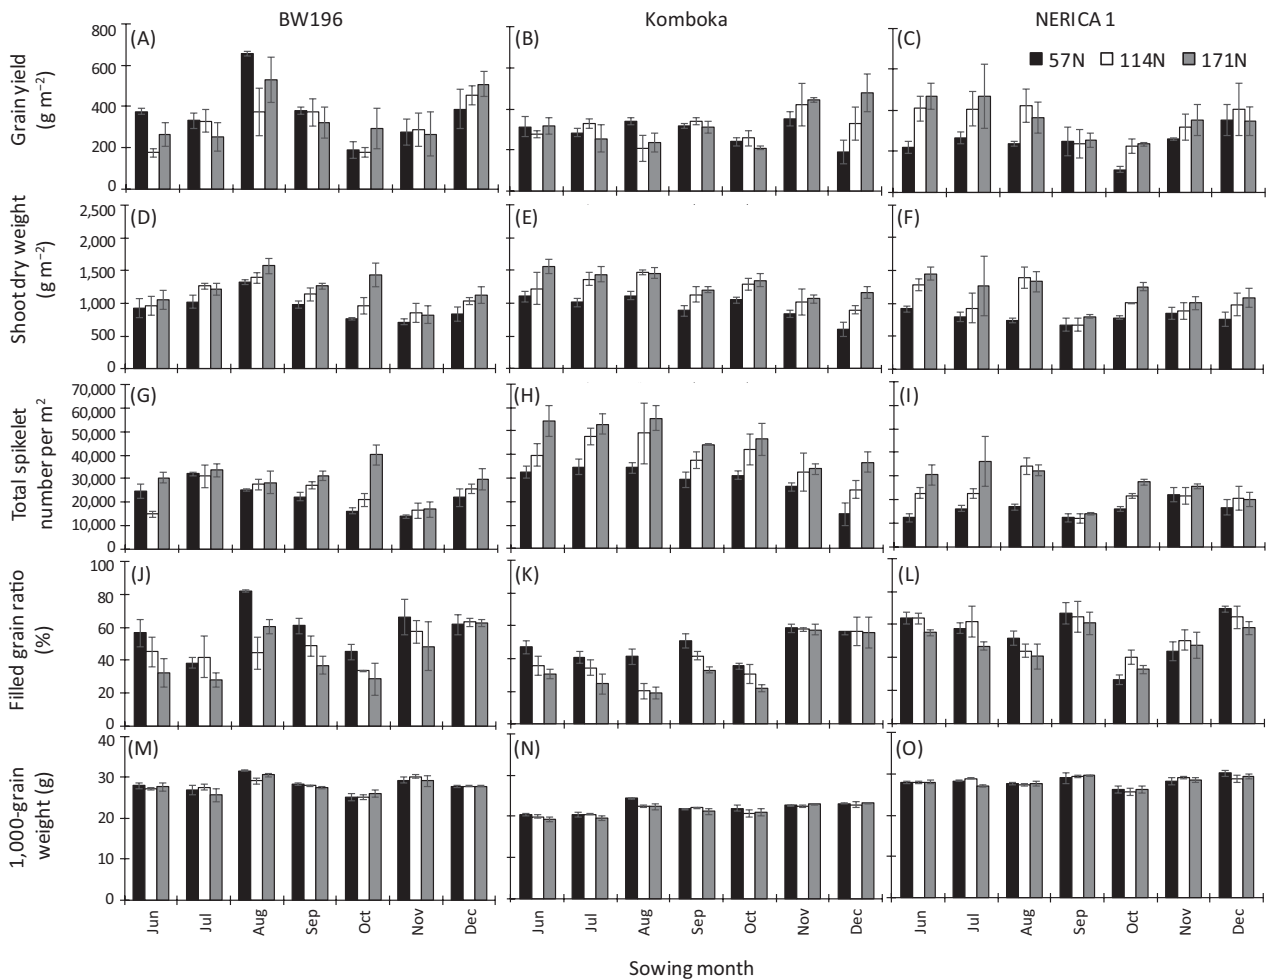 BW196 Komboka NERICA 1
Grain yield
(g m⁻²)
800
600
400
200
0
(A) (B) (C)
57N 114N 171N
Shoot dry weight
(g m⁻²)
2,500
2,000
1,500
1,000
500
0
(D) (E) (F)
Total spikelet
number per m²
70,000
60,000
50,000
40,000
30,000
20,000
10,000
0
(G) (H) (I)
Filled grain ratio
(%)
100
80
60
40
20
0
(J) (K) (L)
1,000-grain
weight (g)
40
30
20
10
0
(M) (N) (O)
Jun Jul Aug Sep Oct Nov Dec Jun Jul Aug Sep Oct Nov Dec Jun Jul Aug Sep Oct Nov Dec
Sowing month